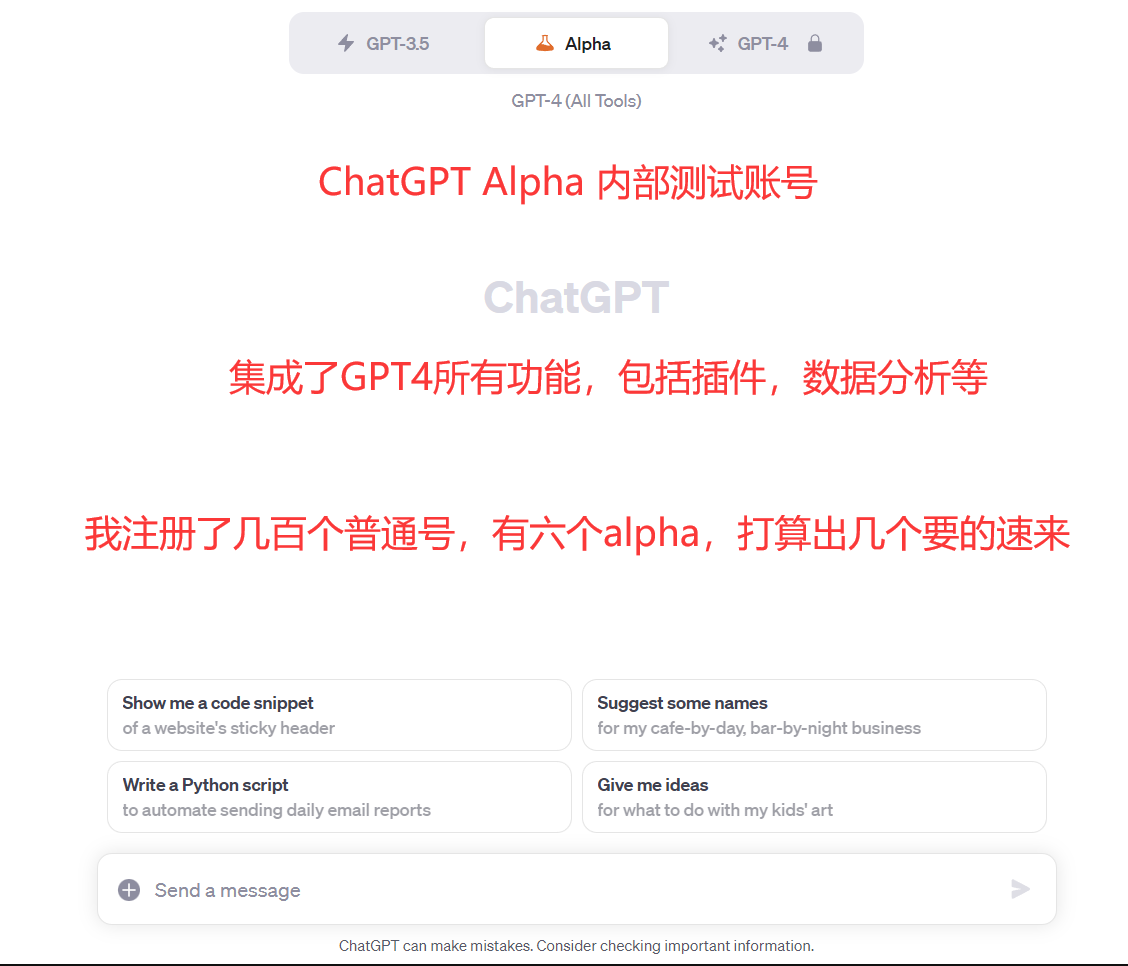 GPT-3.5 Alpha GPT-4
GPT-4 (All Tools)
ChatGPT Alpha 内部测试账号
ChatGPT
集成了GPT4所有功能，包括插件，数据分析等
我注册了几百个普通号，有六个alpha，打算出几个要的速来
Show me a code snippet
of a website's sticky header
Suggest some names
for my cafe-by-day, bar-by-night business
Write a Python script
to automate sending daily email reports
Give me ideas
for what to do with my kids' art
Send a message
ChatGPT can make mistakes. Consider checking important information.